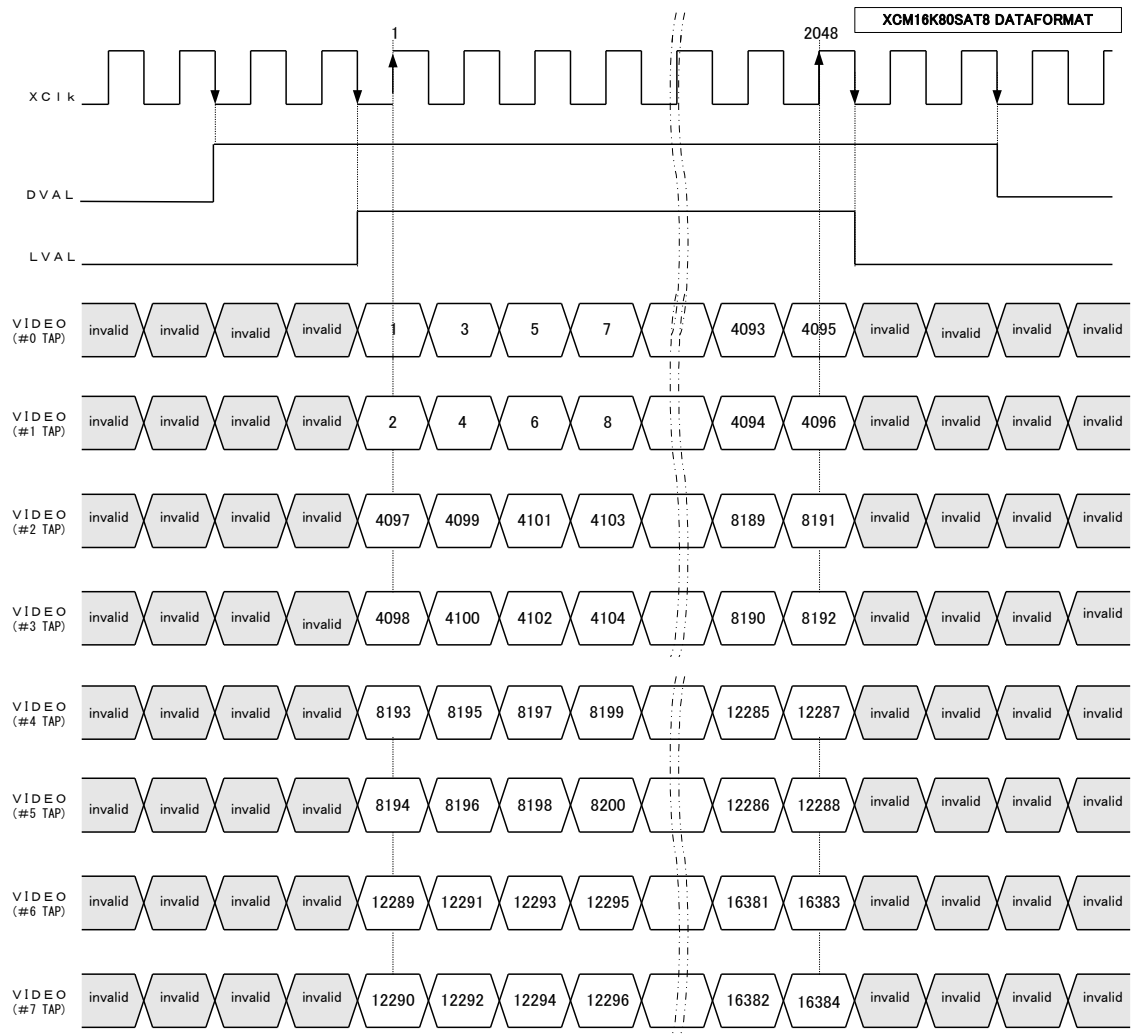 XCM16K80SAT8 DATAFORMAT
1 2048
XClk
DVAL
LVAL
VIDEO (#0 TAP) invalid invalid invalid invalid 1 3 5 7 4093 4095 invalid invalid invalid invalid
VIDEO (#1 TAP) invalid invalid invalid invalid 2 4 6 8 4094 4096 invalid invalid invalid invalid
VIDEO (#2 TAP) invalid invalid invalid invalid 4097 4099 4101 4103 8189 8191 invalid invalid invalid invalid
VIDEO (#3 TAP) invalid invalid invalid invalid 4098 4100 4102 4104 8190 8192 invalid invalid invalid invalid
VIDEO (#4 TAP) invalid invalid invalid invalid 8193 8195 8197 8199 12285 12287 invalid invalid invalid invalid
VIDEO (#5 TAP) invalid invalid invalid invalid 8194 8196 8198 8200 12286 12288 invalid invalid invalid invalid
VIDEO (#6 TAP) invalid invalid invalid invalid 12289 12291 12293 12295 16381 16383 invalid invalid invalid invalid
VIDEO (#7 TAP) invalid invalid invalid invalid 12290 12292 12294 12296 16382 16384 invalid invalid invalid invalid